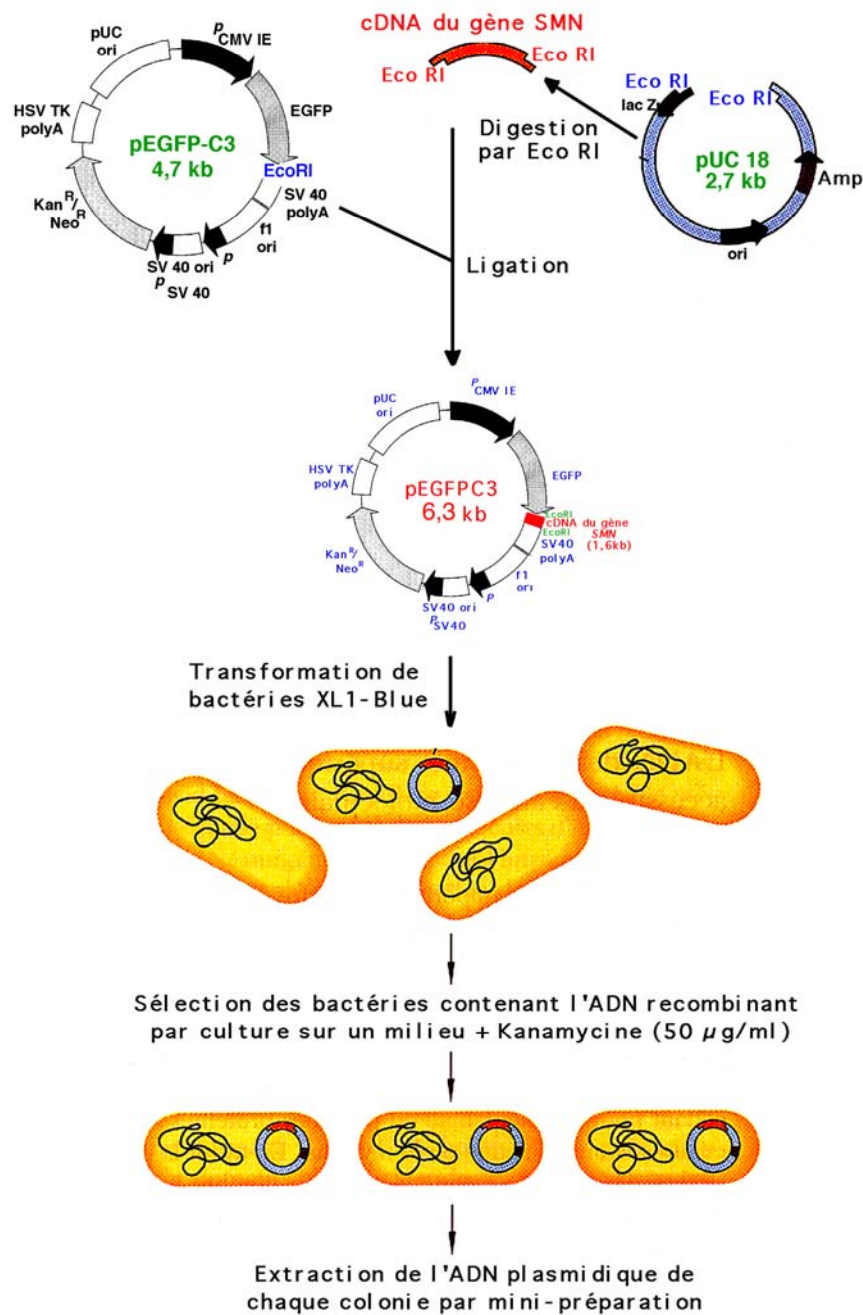 cDNA du gène SMN
Eco RI
Eco RI
P
CMV IE
pUC
ori
EGFP
HSV TK
polyA
pEGFP-C3
4,7 kb
EcoRI
SV 40
polyA
Kan R/
Neo R
f1
ori
SV 40 ori
P
P
SV 40
Digestion
par Eco RI
Eco RI
lac Z
Eco RI
pUC 18
2,7 kb
Amp
ori
Ligation
P
CMV IE
pUC
ori
HSV TK
polyA
EGFP
pEGFPC3
6,3 kb
EcoRI
cDNA du gène
EcoRI
SMN
(1,6kb)
SV40
polyA
Kan R/
Neo R
f1
ori
P
SV40 ori
P
SV40
Transformation de
bactéries XL1-Blue
Sélection des bactéries contenant l'ADN recombinant
par culture sur un milieu + Kanamycine (50 µg/ml)
Extraction de l'ADN plasmidique de
chaque colonie par mini-préparation